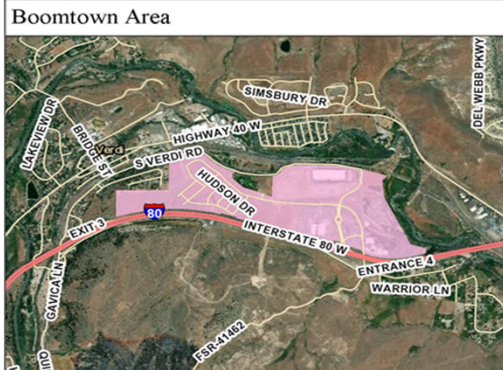 Boomtown Area
DEL WEBB PKWY
SIMSBURY DR
LAKEVIEW DR
HIGHWAY 40 W
BRIDGE ST
Verdi
S VERDI RD
HUDSON DR
80
EXIT 3
INTERSTATE 80 W
ENTRANCE 4
GAVICA LN
WARRIOR LN
FSR-41462
QUI